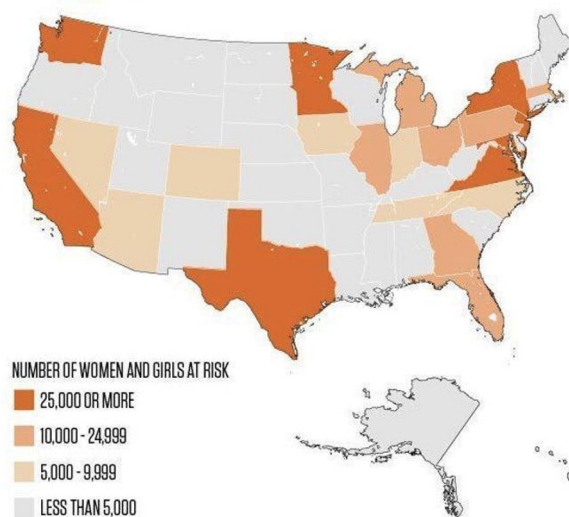 NUMBER OF WOMEN AND GIRLS AT RISK
25,000 OR MORE
10,000 - 24,999
5,000 - 9,999
LESS THAN 5,000